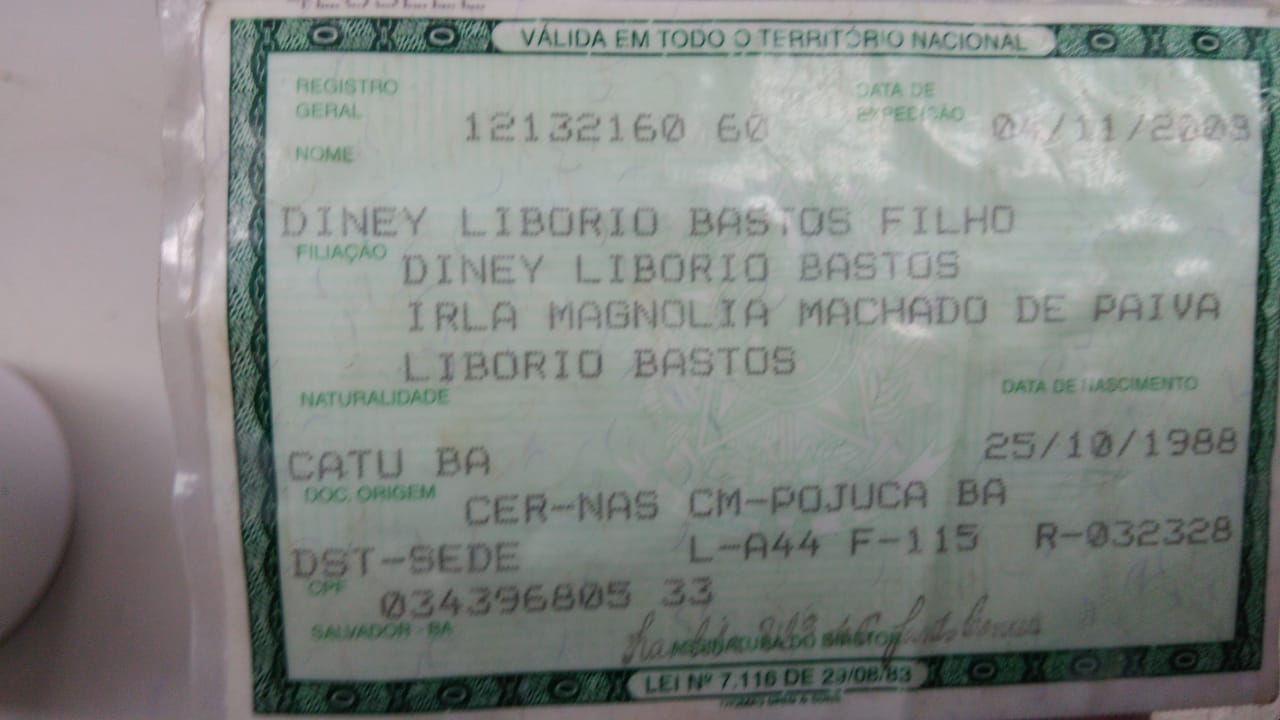 VÁLIDA EM TODO O TERRITÓRIO NACIONAL
REGISTRO GERAL 12132160 60 DATA DE EXPEDIÇÃO 04/11/2003
NOME
DINEY LIBORIO BASTOS FILHO
FILIAÇÃO DINEY LIBORIO BASTOS
IRLA MAGNOLIA MACHADO DE PAIVA
LIBORIO BASTOS
NATURALIDADE DATA DE NASCIMENTO
CATU BA 25/10/1988
DOC. ORIGEM CER-NAS CM-POJUCA BA
DST-SEDE L-A44 F-115 R-032328
CPF 034396805 33
SALVADOR - BA
LEI Nº 7.116 DE 29/08/83